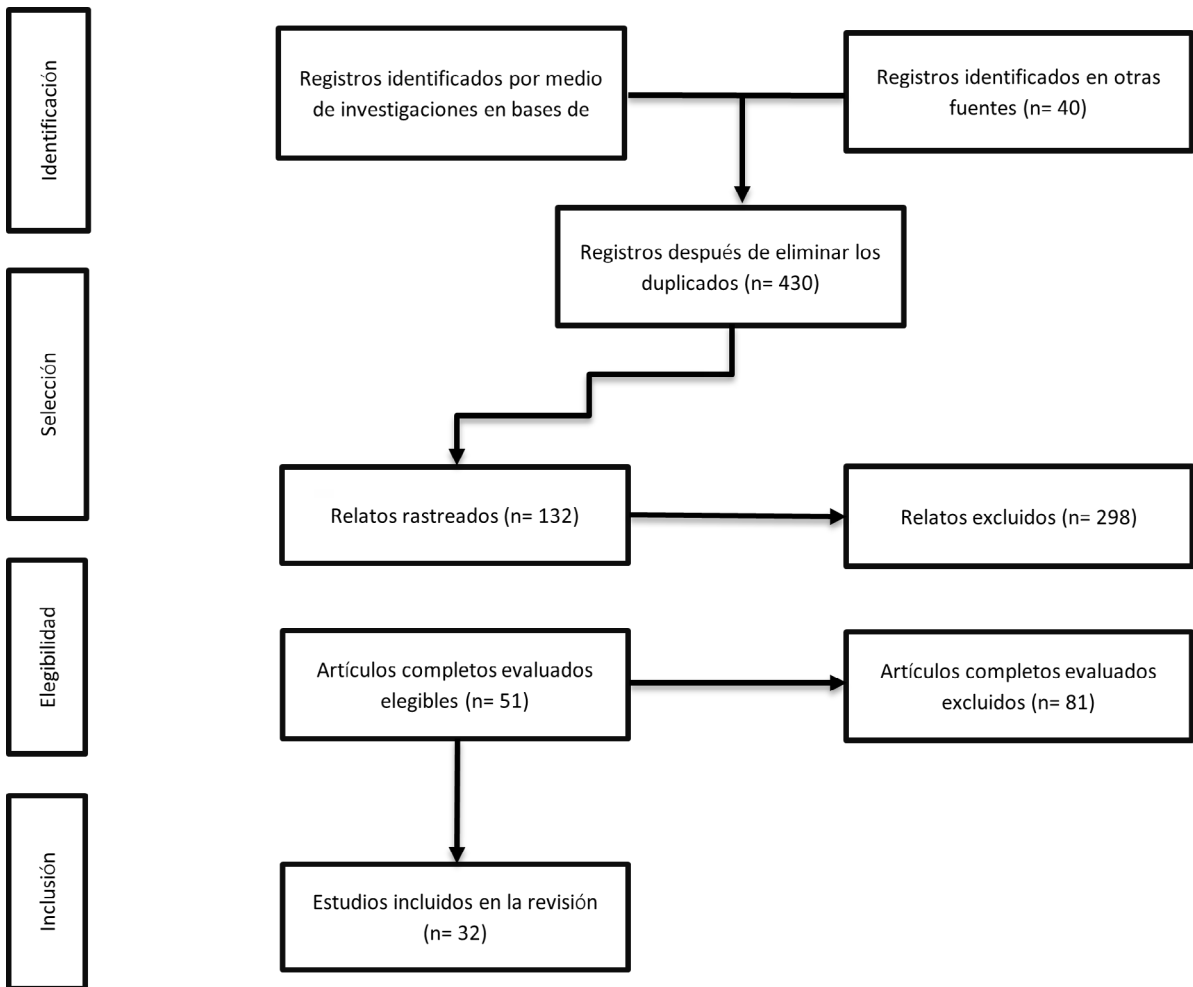 Identificación
Registros identificados por medio
de investigaciones en bases de
Registros identificados en otras
fuentes (n= 40)
Registros después de eliminar los
duplicados (n= 430)
Selección
Relatos rastreados (n= 132)
Relatos excluidos (n= 298)
Elegibilidad
Artículos completos evaluados
elegibles (n= 51)
Artículos completos evaluados
excluidos (n= 81)
Inclusión
Estudios incluidos en la revisión
(n= 32)